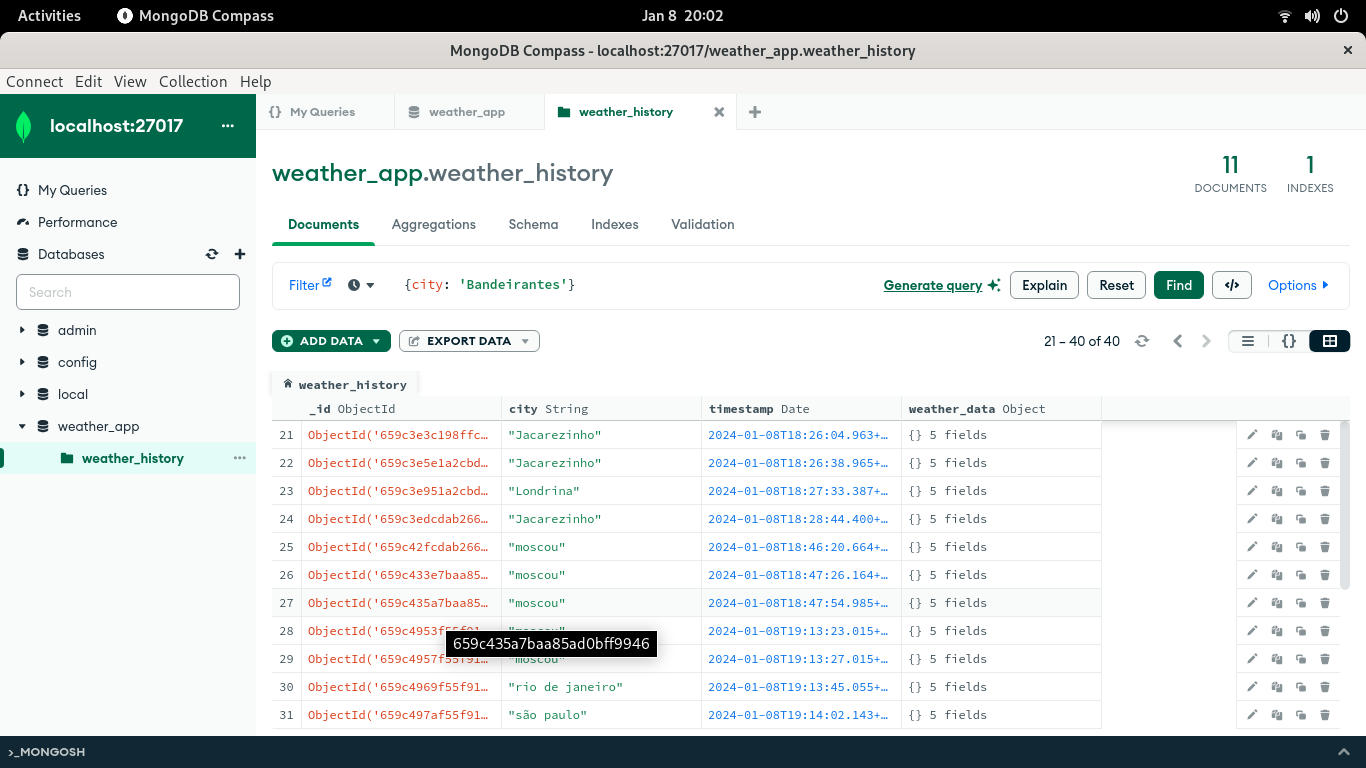 Activities MongoDB Compass Jan 8 20:02
MongoDB Compass - localhost:27017/weather_app.weather_history
Connect Edit View Collection Help
localhost:27017
My Queries
Performance
Databases
Search
admin
config
local
weather_app
weather_history
My Queries weather_app weather_history
weather_app.weather_history
11 DOCUMENTS
1 INDEXES
Documents Aggregations Schema Indexes Validation
Filter {city: 'Bandeirantes'} Generate query Explain Reset Find </> Options
ADD DATA EXPORT DATA 21 – 40 of 40 {}
weather_history
_id ObjectId city String timestamp Date weather_data Object
21 ObjectId('659c3e3c198ffc… "Jacarezinho" 2024-01-08T18:26:04.963+… {} 5 fields
22 ObjectId('659c3e5e1a2cbd… "Jacarezinho" 2024-01-08T18:26:38.965+… {} 5 fields
23 ObjectId('659c3e951a2cbd… "Londrina" 2024-01-08T18:27:33.387+… {} 5 fields
24 ObjectId('659c3edcdab266… "Jacarezinho" 2024-01-08T18:28:44.400+… {} 5 fields
25 ObjectId('659c42fcdab266… "moscou" 2024-01-08T18:46:20.664+… {} 5 fields
26 ObjectId('659c433e7baa85… "moscou" 2024-01-08T18:47:26.164+… {} 5 fields
27 ObjectId('659c435a7baa85… "moscou" 2024-01-08T18:47:54.985+… {} 5 fields
28 ObjectId('659c4953f55f91… "moscou" 2024-01-08T19:13:23.015+… {} 5 fields
659c435a7baa85ad0bff9946
29 ObjectId('659c4957f55f91… "moscou" 2024-01-08T19:13:27.015+… {} 5 fields
30 ObjectId('659c4969f55f91… "rio de janeiro" 2024-01-08T19:13:45.055+… {} 5 fields
31 ObjectId('659c497af55f91… "são paulo" 2024-01-08T19:14:02.143+… {} 5 fields
>_MONGOSH